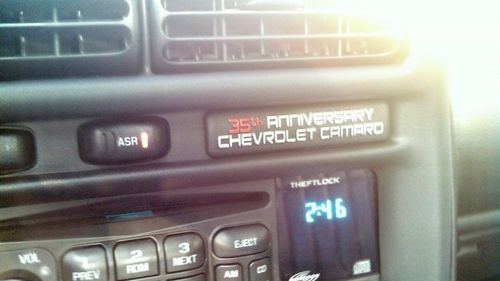 35th ANNIVERSARY
CHEVROLET CAMARO
ASR
THEFTLOCK
2:46
VOL
1 PREV
2 RDM
3 NEXT
EJECT
AM
CD